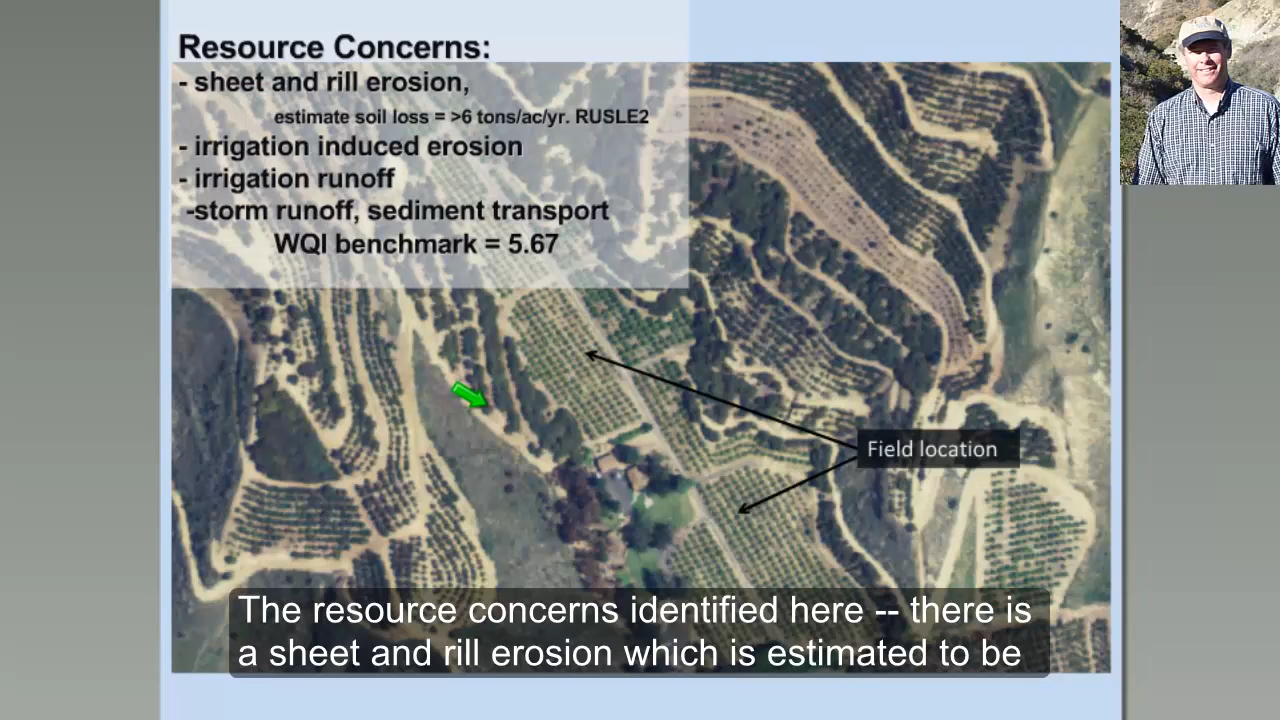 Resource Concerns:
- sheet and rill erosion,
estimate soil loss = >6 tons/ac/yr. RUSLE2
- irrigation induced erosion
- irrigation runoff
-storm runoff, sediment transport
WQI benchmark = 5.67
Field location
The resource concerns identified here -- there is
a sheet and rill erosion which is estimated to be